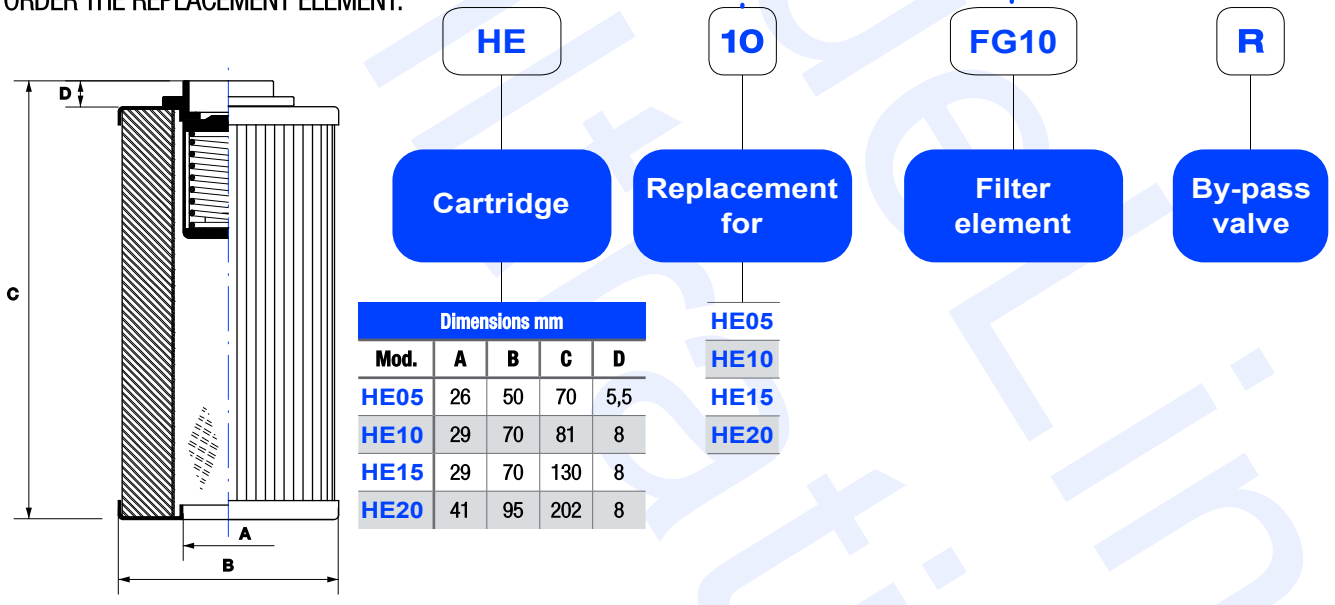 ORDER THE REPLACEMENT ELEMENT.
HE
10
FG10
R
Cartridge
Replacement
for
Filter
element
By-pass
valve
D
C
A
B
Dimensions mm
Mod. A B C D
HE05 26 50 70 5,5
HE10 29 70 81 8
HE15 29 70 130 8
HE20 41 95 202 8
HE05
HE10
HE15
HE20